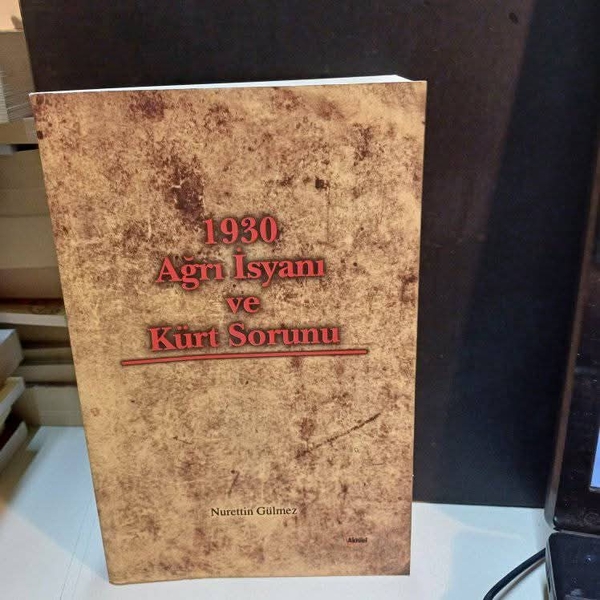 1930
Ağrı İsyanı
ve
Kürt Sorunu
Nurettin Gülmez